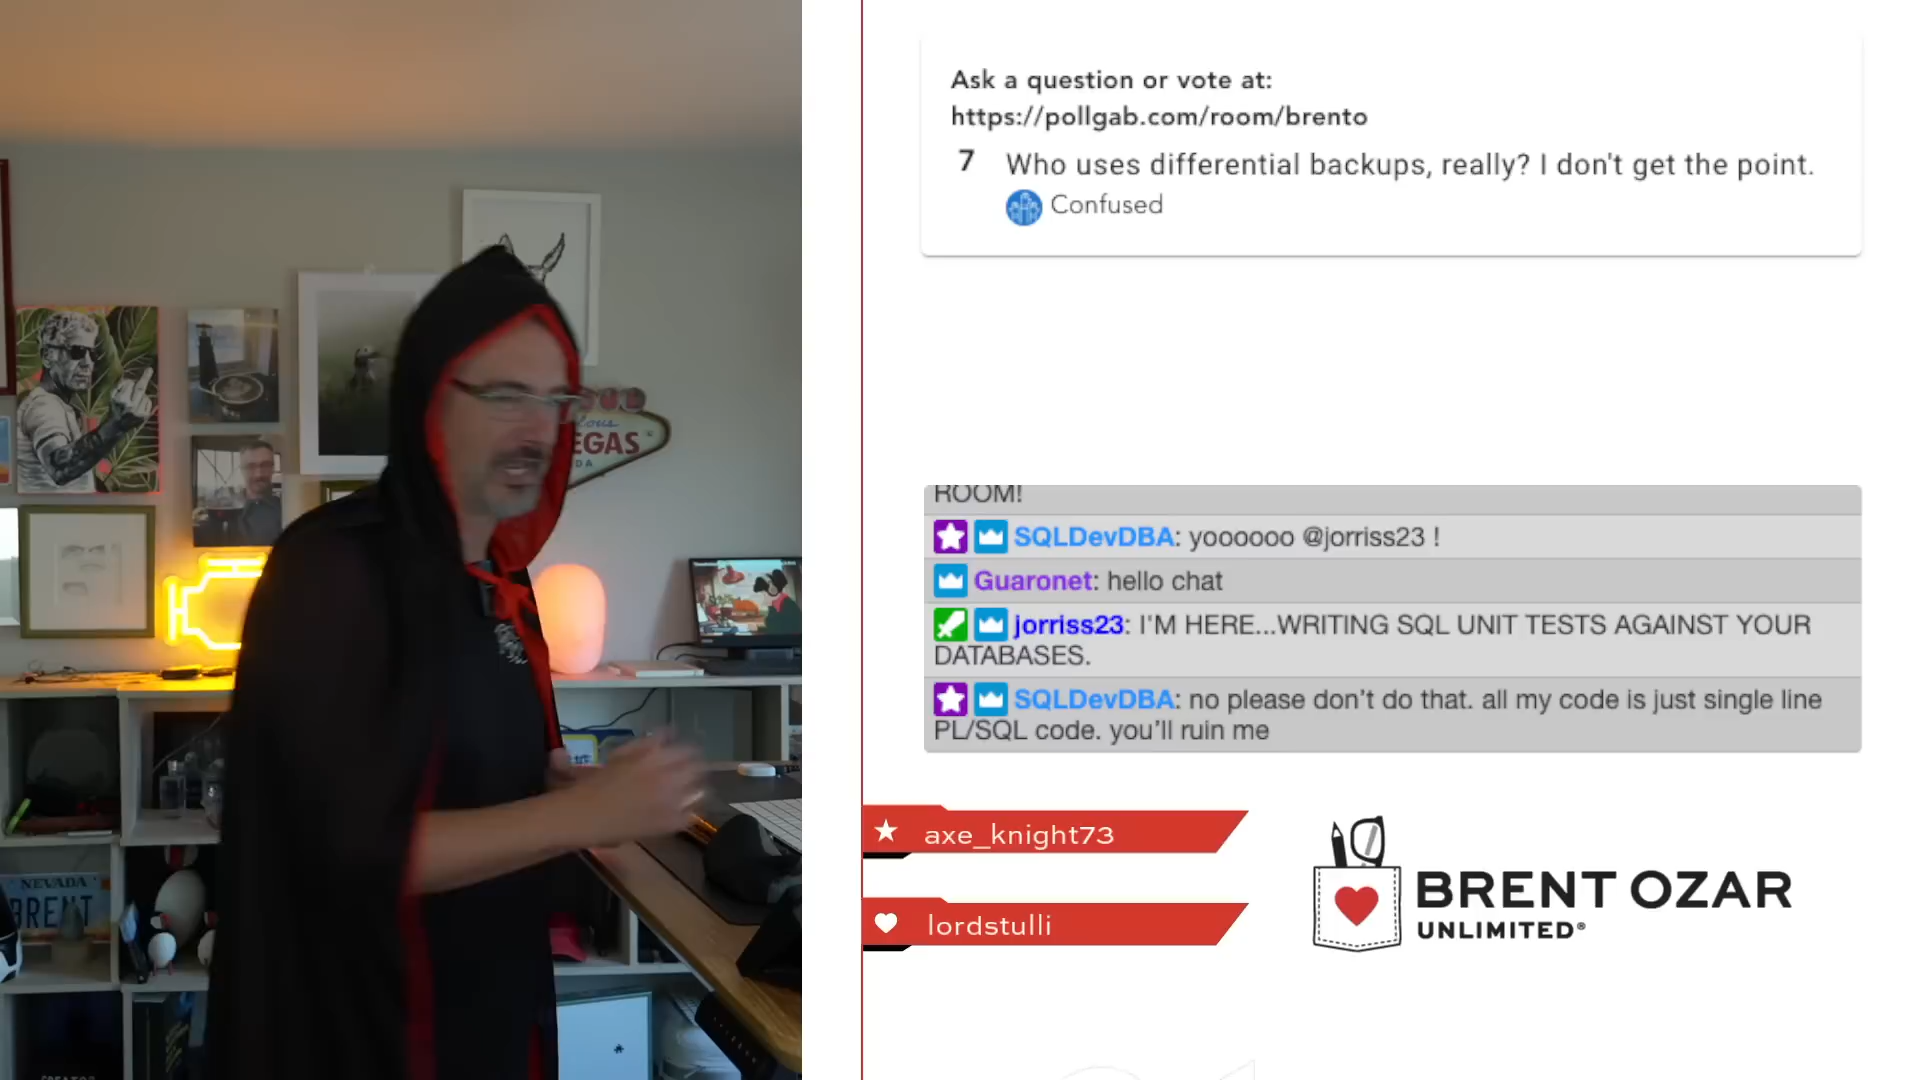 Ask a question or vote at:
https://pollgab.com/room/brento
7 Who uses differential backups, really? I don't get the point.
Confused
ROOM!
SQLDevDBA: yoooooo @jorriss23 !
Guaronet: hello chat
jorriss23: I'M HERE...WRITING SQL UNIT TESTS AGAINST YOUR
DATABASES.
SQLDevDBA: no please don't do that. all my code is just single line
PL/SQL code. you'll ruin me
axe_knight73
lordstulli
BRENT OZAR
UNLIMITED®
EGAS
DA
NEVADA
BRENT